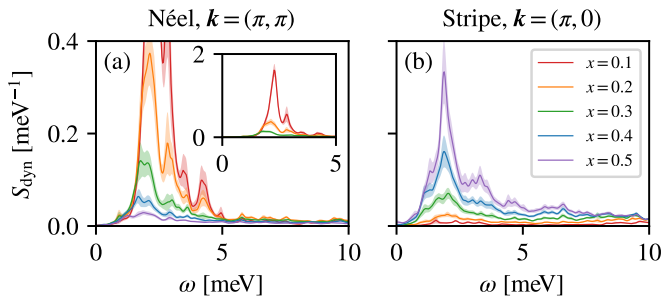 Néel, k = (π, π)
Stripe, k = (π, 0)
S_dyn [meV⁻¹]
0.4
0.2
0.0
(a)
2
0
0
5
(b)
x = 0.1
x = 0.2
x = 0.3
x = 0.4
x = 0.5
0
5
10
0
5
10
ω [meV]
ω [meV]